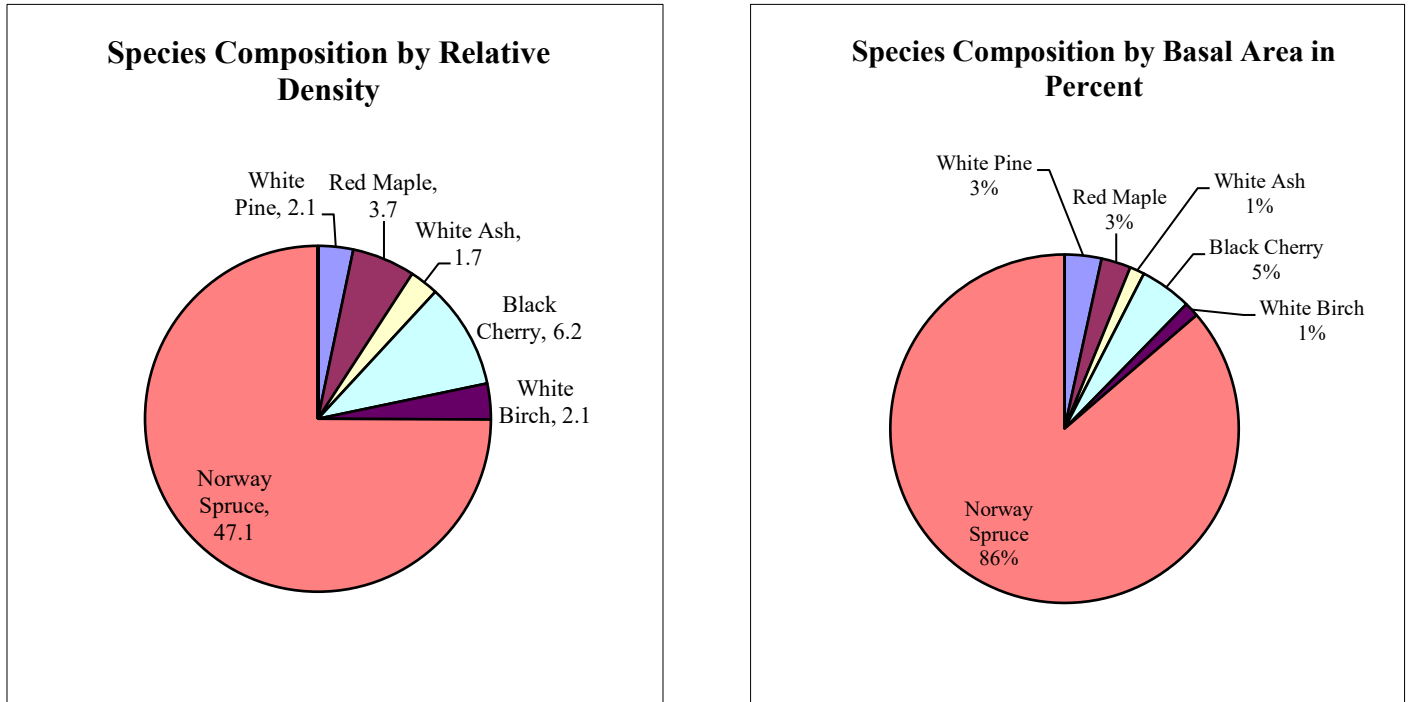 Species Composition by Relative
Density
White
Pine, 2.1
Red Maple,
3.7
White Ash,
1.7
Black
Cherry, 6.2
White
Birch, 2.1
Norway
Spruce,
47.1
Species Composition by Basal Area in
Percent
White Pine
3%
Red Maple
3%
White Ash
1%
Black Cherry
5%
White Birch
1%
Norway
Spruce
86%